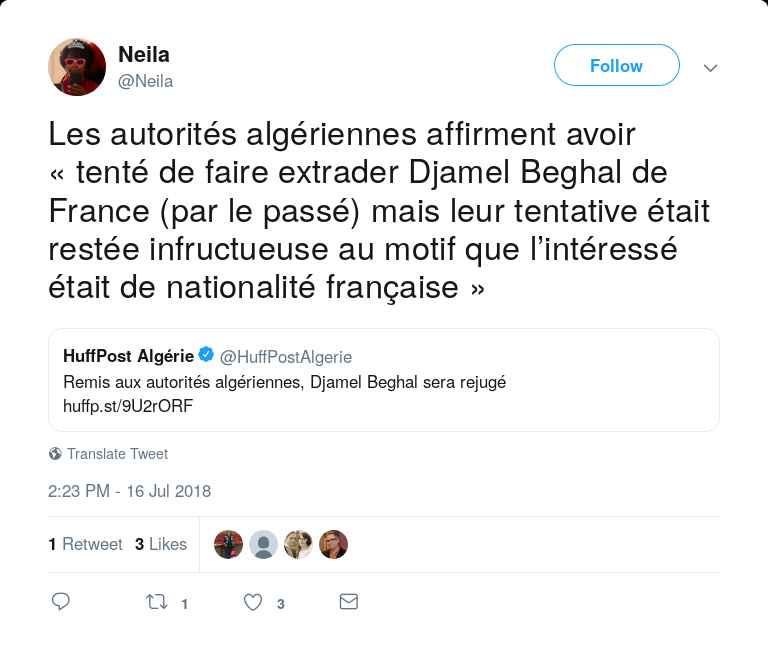 Neila
@Neila
Follow
Les autorités algériennes affirment avoir
« tenté de faire extrader Djamel Beghal de
France (par le passé) mais leur tentative était
restée infructueuse au motif que l’intéressé
était de nationalité française »
HuffPost Algérie @HuffPostAlgerie
Remis aux autorités algériennes, Djamel Beghal sera rejugé
huffp.st/9U2rORF
Translate Tweet
2:23 PM - 16 Jul 2018
1 Retweet 3 Likes
1 3